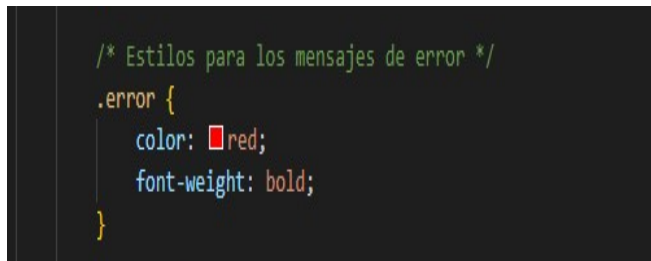 /* Estilos para los mensajes de error */
.error {
color: red;
font-weight: bold;
}